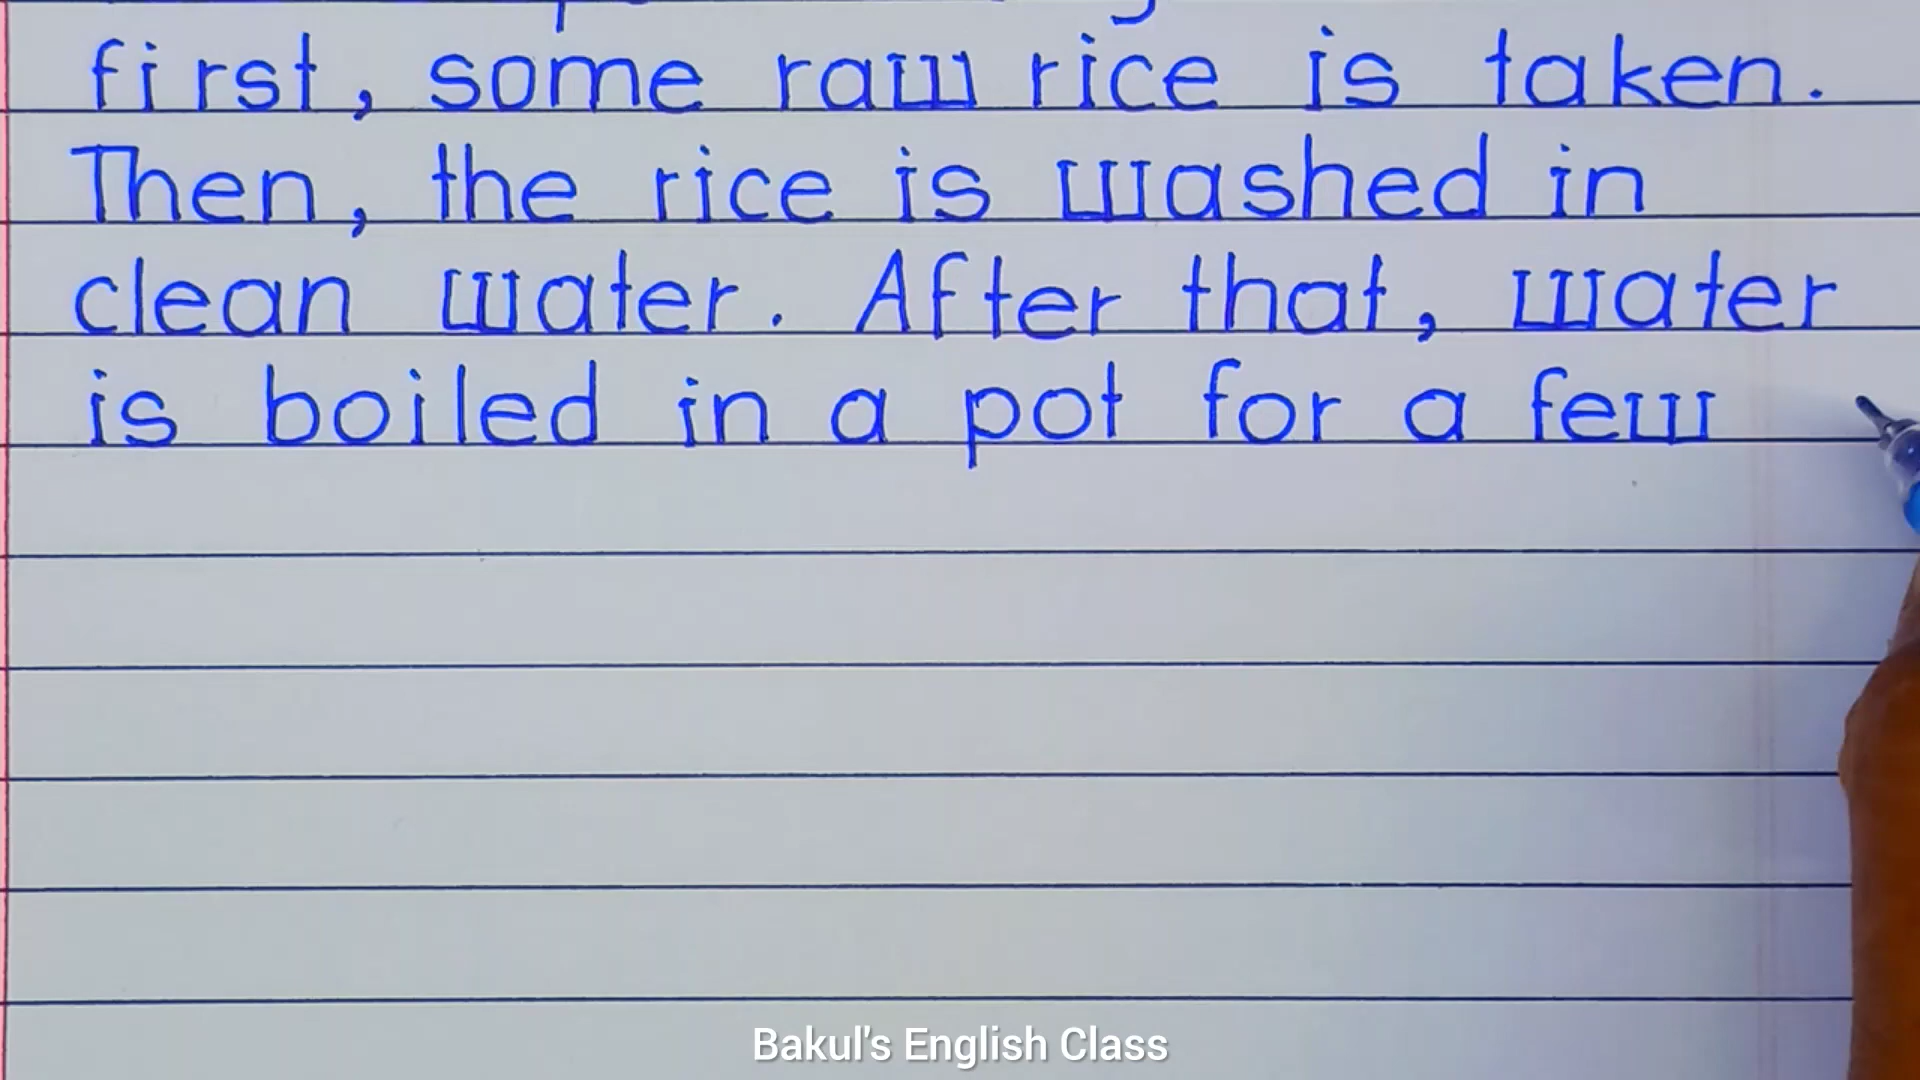 first, some raw rice is taken.
Then, the rice is washed in
clean water. After that, water
is boiled in a pot for a few
Bakul's English Class